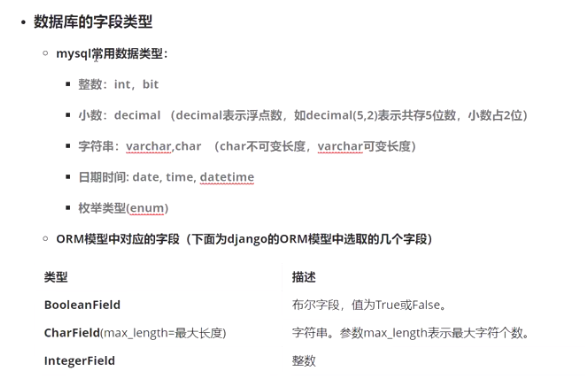 数据库的字段类型
mysql常用数据类型：
整数：int，bit
小数：decimal （decimal表示浮点数，如decimal(5,2)表示共存5位数，小数占2位）
字符串：varchar,char （char不可变长度，varchar可变长度）
日期时间: date, time, datetime
枚举类型(enum)
ORM模型中对应的字段（下面为django的ORM模型中选取的几个字段）
类型 描述
BooleanField 布尔字段，值为True或False。
CharField(max_length=最大长度) 字符串。参数max_length表示最大字符个数。
IntegerField 整数